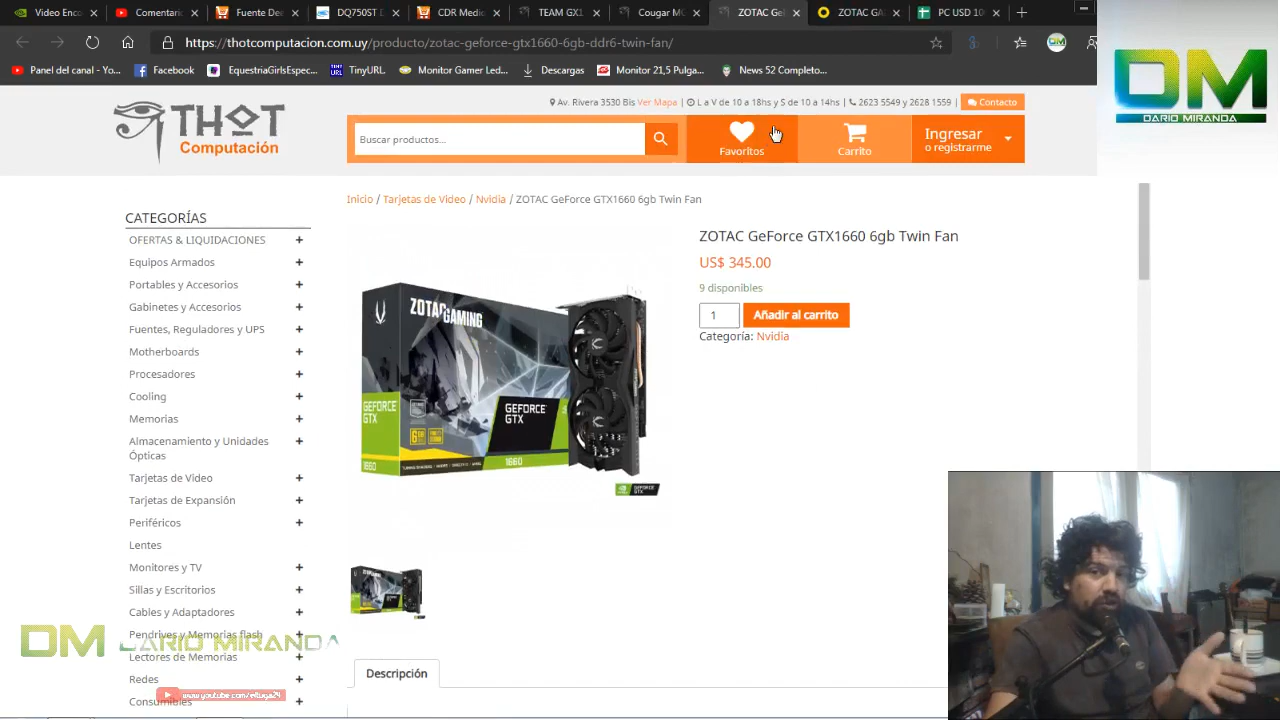 Video Enco
Comentario
Fuente De
DQ750ST
CDR Medio
TEAM GX1
Cougar MC
ZOTAC Ge
ZOTAC GA
PC USD 10
https://thotcomputacion.com.uy/producto/zotac-geforce-gtx1660-6gb-ddr6-twin-fan/
Panel del canal - Yo...
Facebook
EquestriaGirlsEspec...
TinyURL
Monitor Gamer Led...
Descargas
Monitor 21,5 Pulga...
News 52 Completo...
DM
DARIO MIRANDA
Av. Rivera 3530 Bis Ver Mapa | L a V de 10 a 18hs y S de 10 a 14hs | 2623 5549 y 2628 1559 | Contacto
THOT
Computación
Buscar productos...
Favoritos
Carrito
Ingresar
o registrarme
Inicio / Tarjetas de Video / Nvidia / ZOTAC GeForce GTX1660 6gb Twin Fan
CATEGORÍAS
OFERTAS & LIQUIDACIONES +
Equipos Armados
Portables y Accesorios +
Gabinetes y Accesorios +
Fuentes, Reguladores y UPS +
Motherboards +
Procesadores +
Cooling +
Memorias +
Almacenamiento y Unidades +
Ópticas
Tarjetas de Video +
Tarjetas de Expansión +
Periféricos +
Lentes
Monitores y TV +
Sillas y Escritorios +
Cables y Adaptadores +
Pendrives y Memorias flash +
Lectores de Memorias +
Redes +
Consumibles +
ZOTAC GAMING
GEFORCE
GTX
1660
GEFORCE
GTX
1660
ZOTAC GeForce GTX1660 6gb Twin Fan
US$ 345.00
9 disponibles
1
Añadir al carrito
Categoría: Nvidia
Descripción
DM DARIO MIRANDA